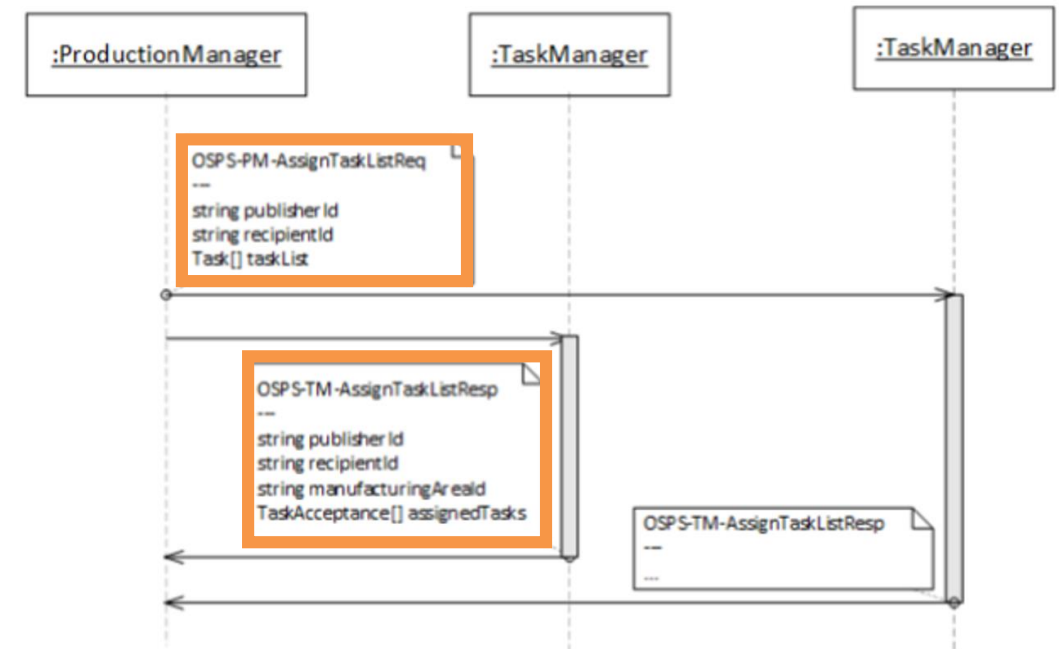 :ProductionManager
:TaskManager
:TaskManager
OSPS-PM-AssignTaskListReq
---
string publisherId
string recipientId
Task[] taskList
OSPS-TM-AssignTaskListResp
---
string publisherId
string recipientId
string manufacturingAreaId
TaskAcceptance[] assignedTasks
OSPS-TM-AssignTaskListResp
---
...